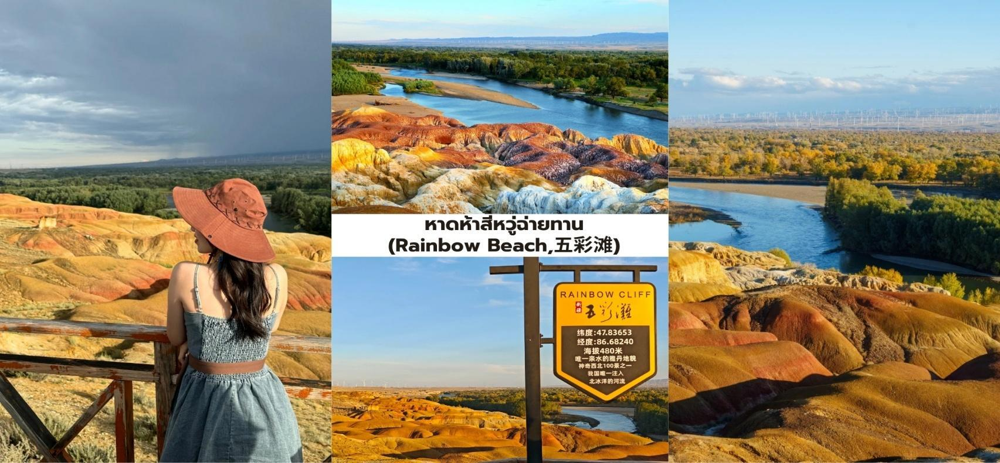 หาดห้าสีหวู่ฉ่ายทาน
(Rainbow Beach,五彩滩)
RAINBOW CLIFF
新疆
五彩灘
纬度:47.83653
经度:86.68240
海拔480米
唯一亲水的雅丹地貌
神奇西北100景之一
我国唯一注入
北冰洋的河流